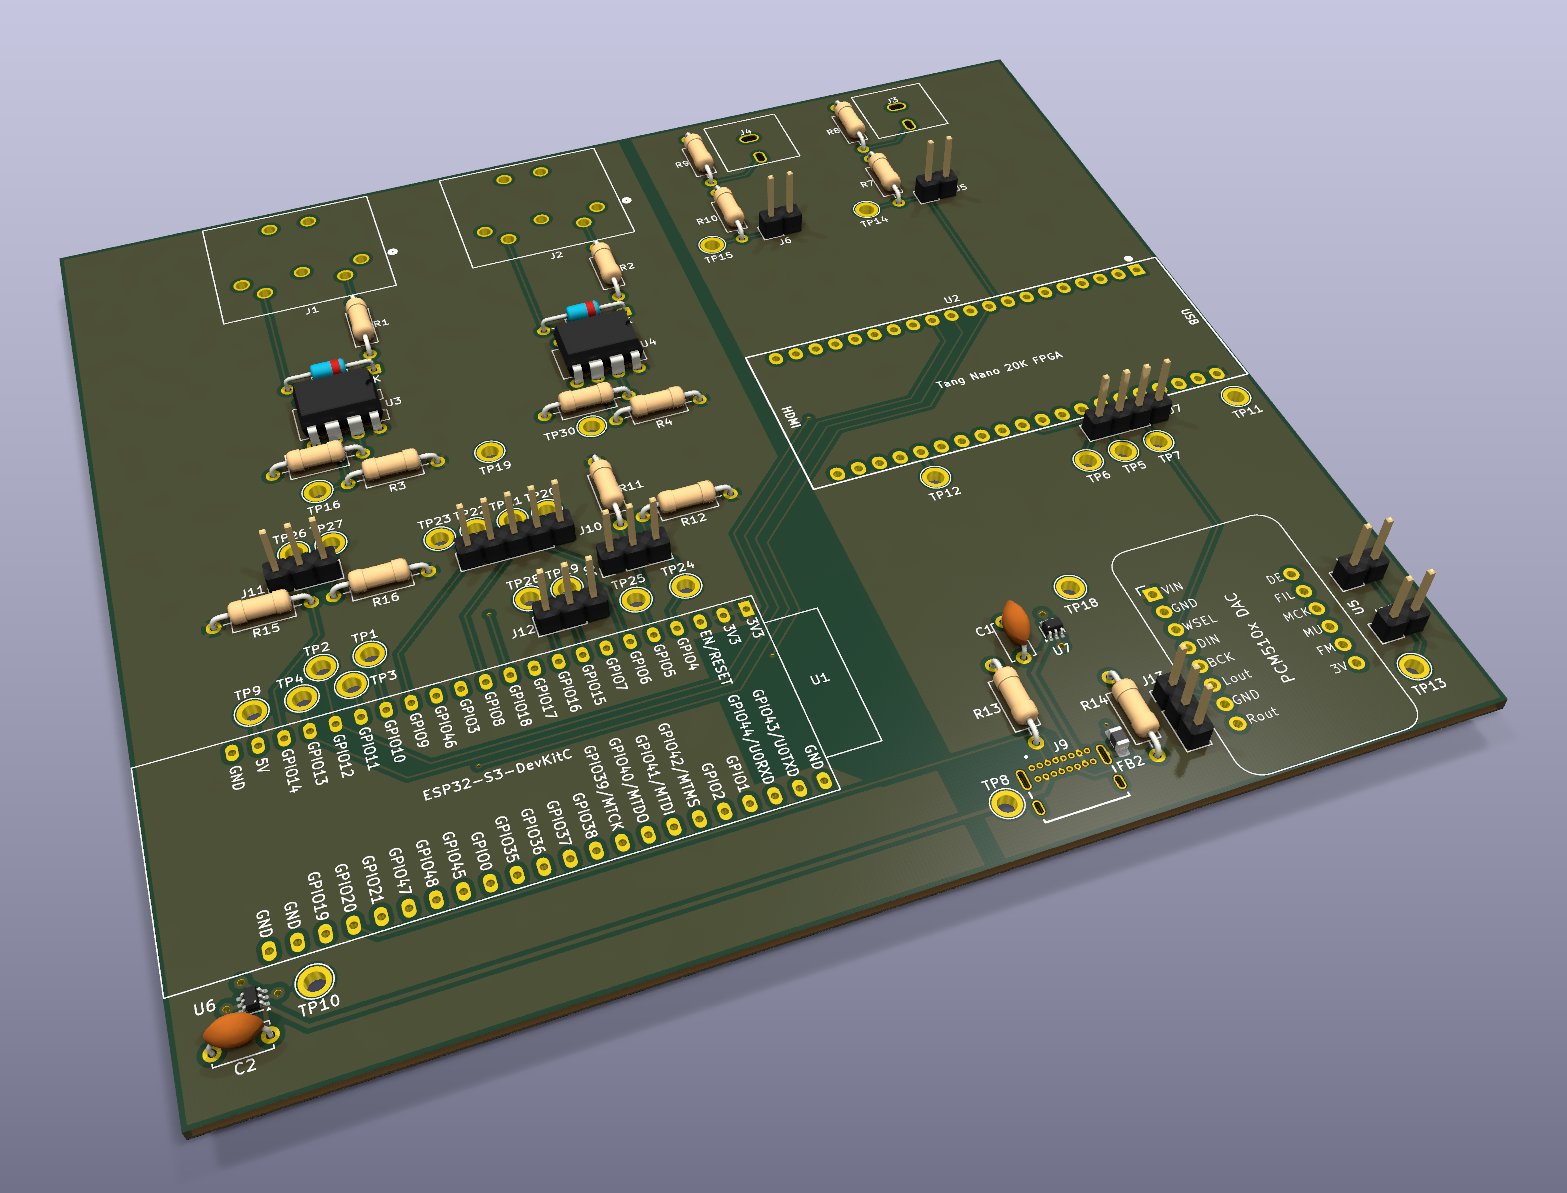 J3
J4
R8
R9
R7
J5
R10
TP14
J6
TP15
J2
R2
J1
R1
U2
USB
J4
Tang Nano 20K FPGA
HDMI
K
U3
R4
TP30
J7
TP11
TP19
R3
TP16
TP6
TP5
TP7
TP12
R11
R12
TP23
TP22
TP21
TP20
J10
TP26
TP27
J11
R16
R15
TP28
TP29
TP25
TP24
J12
TP18
C1
U7
VIN
GND
WSEL
DIN
BCK
Lout
GND
Rout
PCM510x DAC
DE
FIL
MCK
MU
FM
3V
U5
TP13
TP1
TP2
TP3
TP4
TP9
3V3
3V3
EN/RESET
GPIO4
GPIO5
GPIO6
GPIO7
GPIO15
GPIO16
GPIO17
GPIO18
GPIO8
GPIO3
GPIO46
GPIO9
GPIO10
GPIO11
GPIO12
GPIO13
GPIO14
5V
GND
U1
ESP32-S3-DevKitC
GND
GPIO43/U0TXD
GPIO44/U0RXD
GPIO1
GPIO2
GPIO42/MTMS
GPIO41/MTDI
GPIO40/MTDO
GPIO39/MTCK
GPIO38
GPIO37
GPIO36
GPIO35
GPIO0
GPIO45
GPIO48
GPIO47
GPIO21
GPIO20
GPIO19
GND
GND
R13
R14
J13
J9
FB2
TP8
TP10
U6
C2